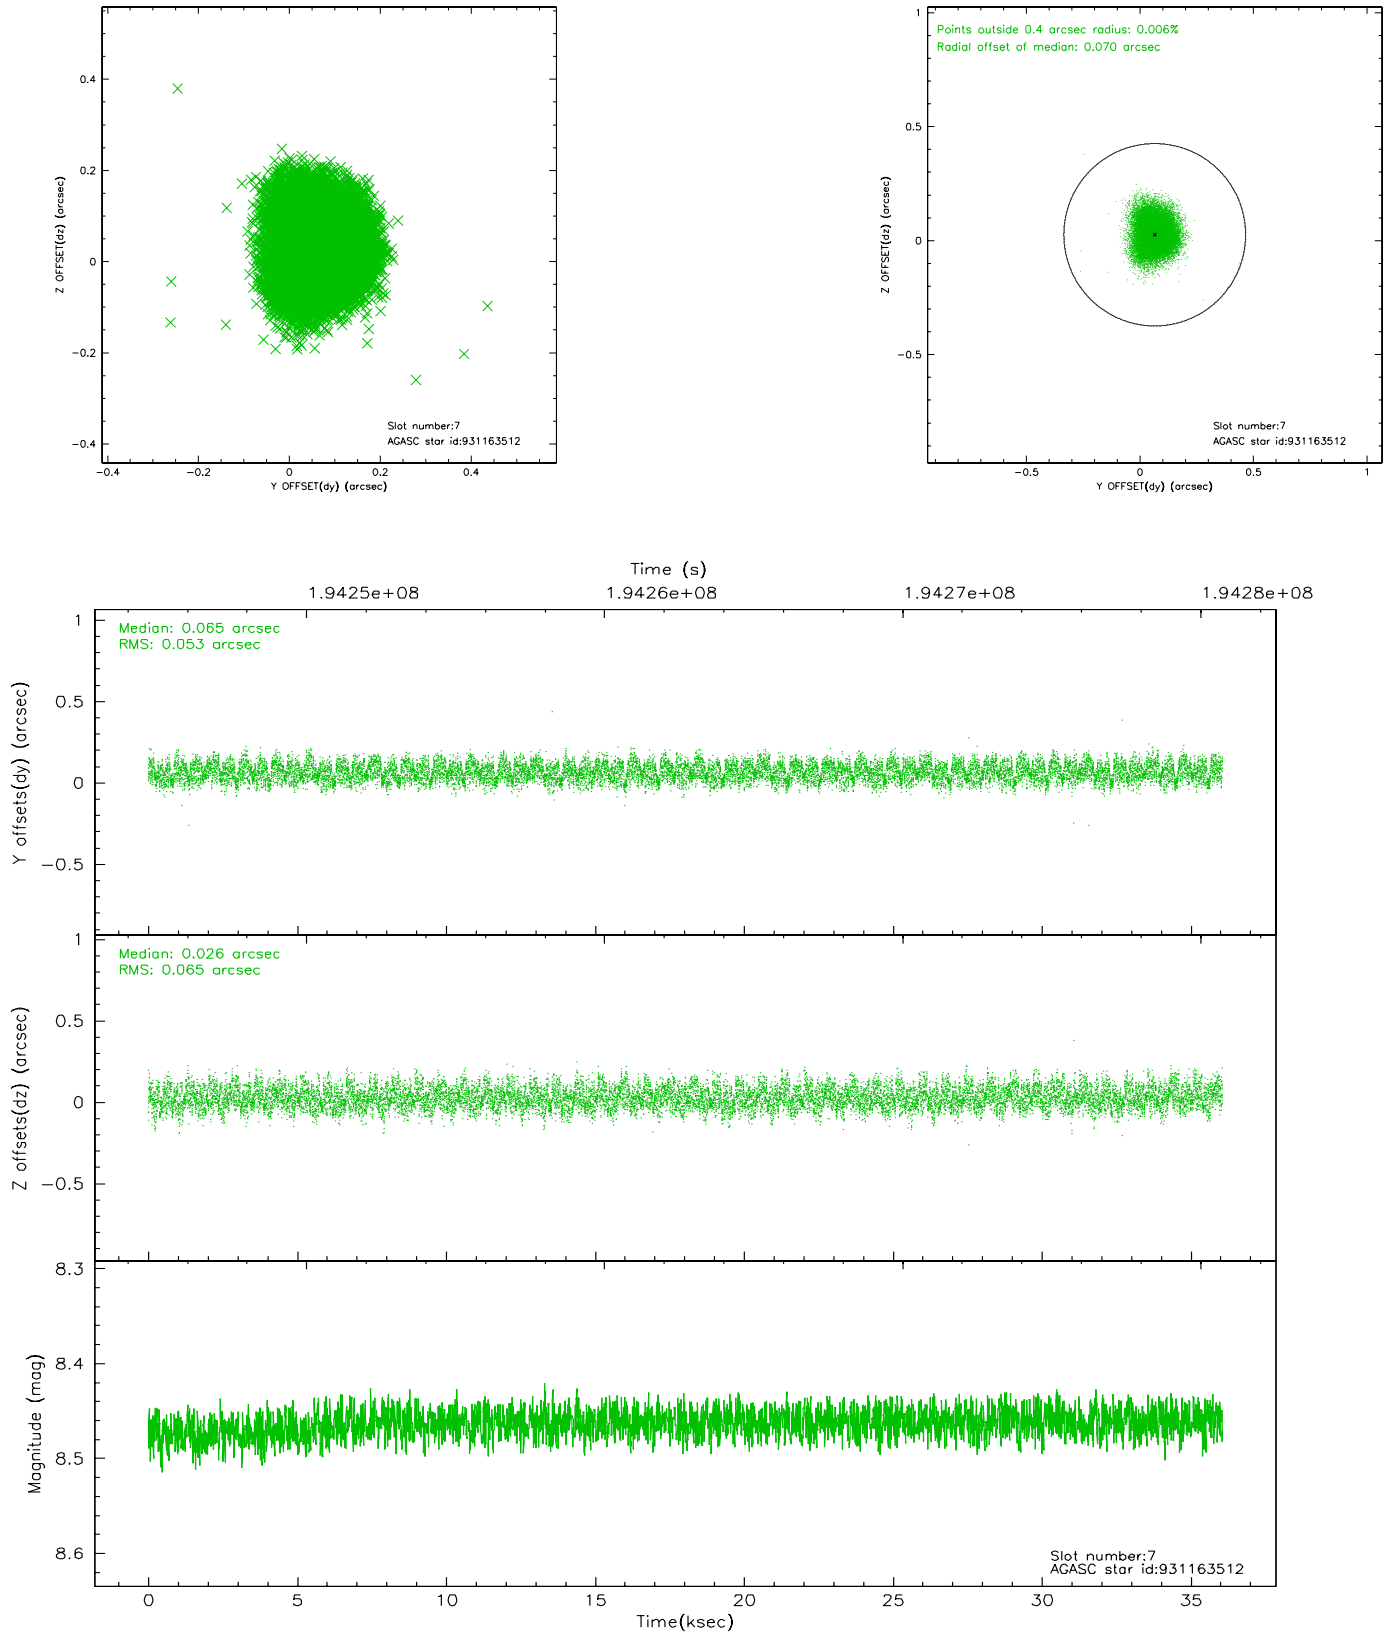 0.4
0.2
0
−0.2
−0.4
Z OFFSET(dz) (arcsec)
Slot number:7
AGASC star id:931163512
−0.4 −0.2 0 0.2 0.4
Y OFFSET(dy) (arcsec)
Points outside 0.4 arcsec radius: 0.006%
Radial offset of median: 0.070 arcsec
1
0.5
0
−0.5
Z OFFSET(dz) (arcsec)
Slot number:7
AGASC star id:931163512
−0.5 0 0.5 1
Y OFFSET(dy) (arcsec)
Time (s)
1.9425e+08 1.9426e+08 1.9427e+08 1.9428e+08
Median: 0.065 arcsec
RMS: 0.053 arcsec
1
0.5
0
−0.5
Y offsets(dy) (arcsec)
Median: 0.026 arcsec
RMS: 0.065 arcsec
1
0.5
0
−0.5
Z offsets(dz) (arcsec)
8.3
8.4
8.5
8.6
Magnitude (mag)
Slot number:7
AGASC star id:931163512
0 5 10 15 20 25 30 35
Time(ksec)